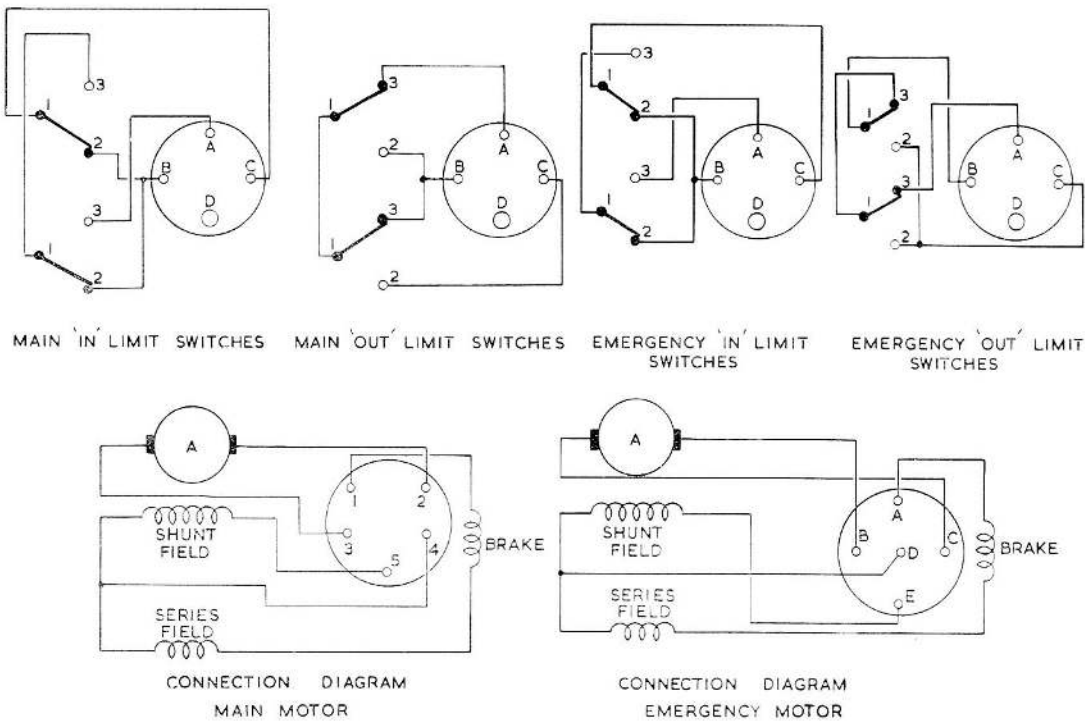 3
1
2
3
1
2
A
B
C
D
MAIN 'IN' LIMIT SWITCHES
3
1
2
3
1
2
A
B
C
D
MAIN 'OUT' LIMIT SWITCHES
3
1
2
3
1
2
A
B
C
D
EMERGENCY 'IN' LIMIT
SWITCHES
3
1
2
3
1
2
A
B
C
D
EMERGENCY 'OUT' LIMIT
SWITCHES
A
1
2
3
4
5
SHUNT
FIELD
BRAKE
SERIES
FIELD
CONNECTION DIAGRAM
MAIN MOTOR
A
A
B
C
D
E
SHUNT
FIELD
BRAKE
SERIES
FIELD
CONNECTION DIAGRAM
EMERGENCY MOTOR